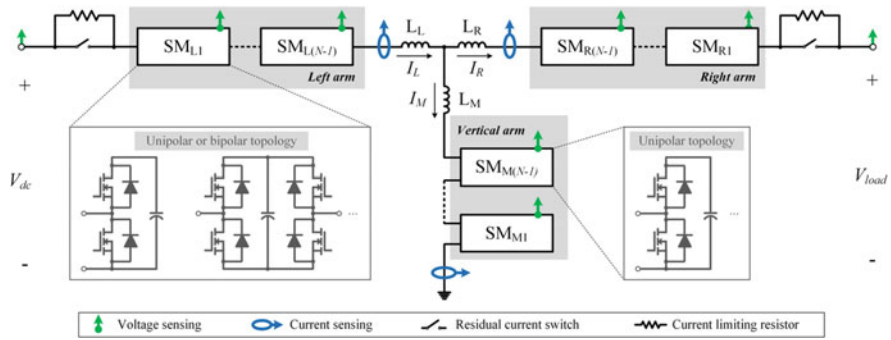 SM_L1
SM_L(N-1)
Left arm
L_L
I_L
L_R
I_R
SM_R(N-1)
SM_R1
Right arm
I_M
L_M
+
V_dc
-
Unipolar or bipolar topology
...
Vertical arm
SM_M(N-1)
SM_M1
Unipolar topology
...
+
V_load
-
Voltage sensing
Current sensing
Residual current switch
Current limiting resistor